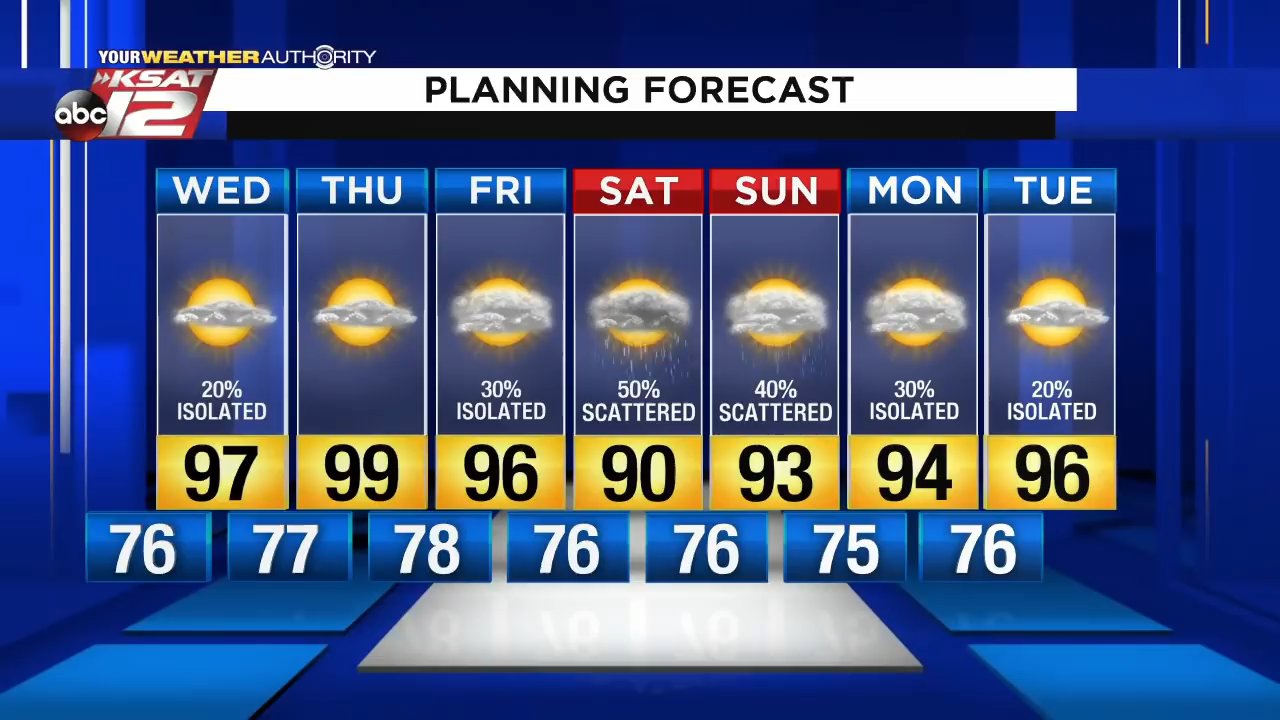 YOURWEATHERAUTHORITY
KSAT
abc 12
PLANNING FORECAST
WED THU FRI SAT SUN MON TUE
20% 30% 50% 40% 30% 20%
ISOLATED ISOLATED SCATTERED SCATTERED ISOLATED ISOLATED
97 99 96 90 93 94 96
76 77 78 76 76 75 76